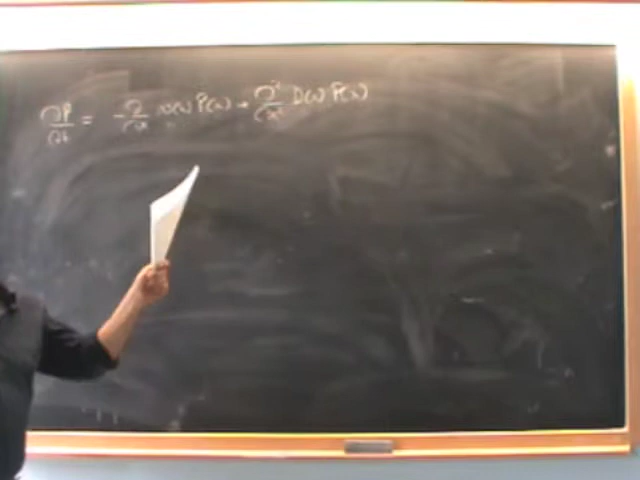 ∂P/∂t = -∂/∂x v(x) P(x) + ∂²/∂x² D(x) P(x)